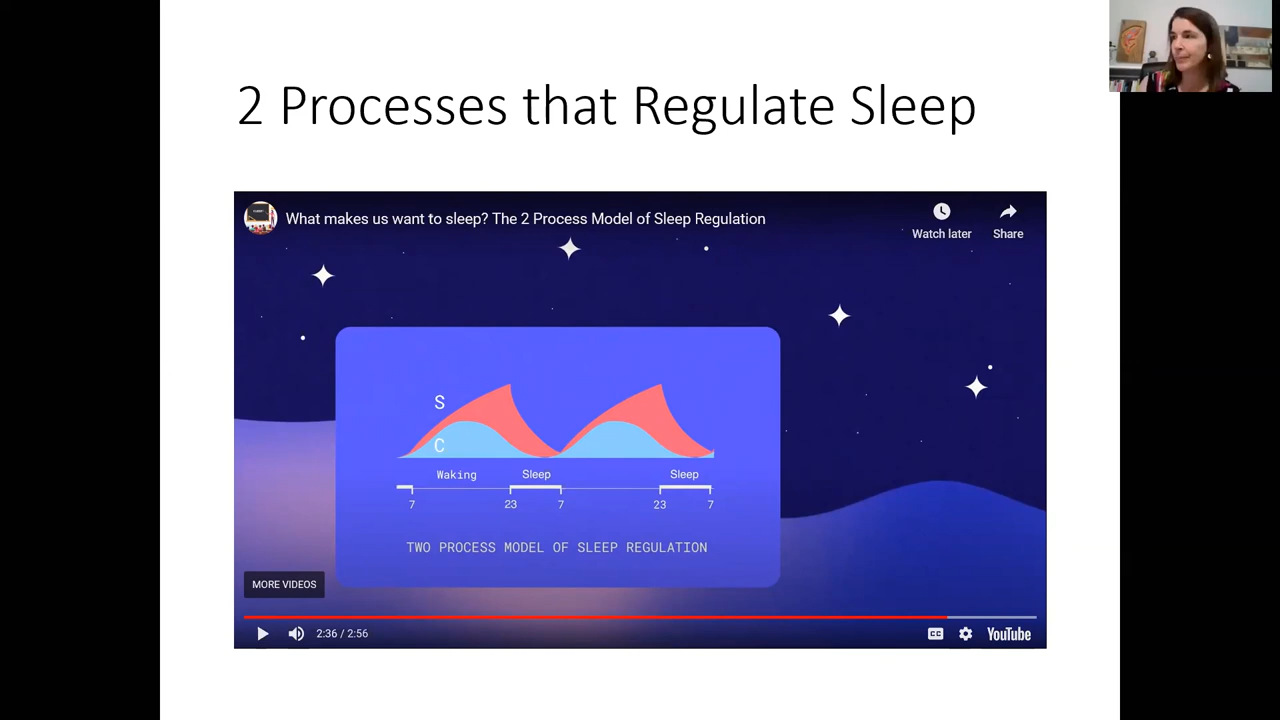 2 Processes that Regulate Sleep
What makes us want to sleep? The 2 Process Model of Sleep Regulation
Watch later
Share
S
C
Waking
Sleep
Sleep
7
23
7
23
7
TWO PROCESS MODEL OF SLEEP REGULATION
MORE VIDEOS
2:36 / 2:56
CC
YouTube